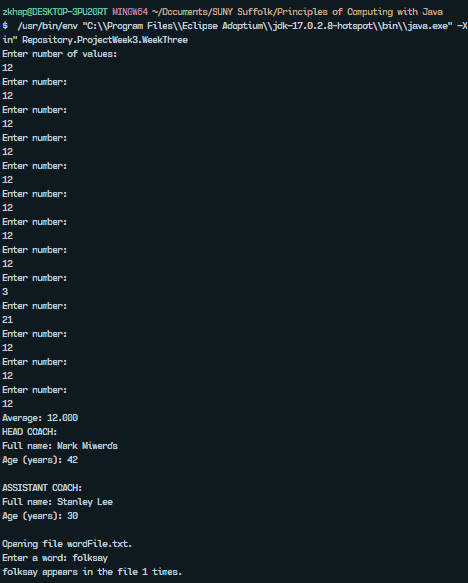 zkhap@DESKTOP-3PU20RT MINGW64 ~/Documents/SUNY Suffolk/Principles of Computing with Java
$  /usr/bin/env "C:\\Program Files\\Eclipse Adoptium\\jdk-17.0.2.8-hotspot\\bin\\java.exe" -X
in" Repository.ProjectWeek3.WeekThree
Enter number of values:
12
Enter number:
12
Enter number:
12
Enter number:
12
Enter number:
12
Enter number:
12
Enter number:
12
Enter number:
12
Enter number:
3
Enter number:
21
Enter number:
12
Enter number:
12
Enter number:
12
Average: 12.000
HEAD COACH:
Full name: Mark Miwerds
Age (years): 42
ASSISTANT COACH:
Full name: Stanley Lee
Age (years): 30
Opening file wordFile.txt.
Enter a word: folksay
folksay appears in the file 1 times.